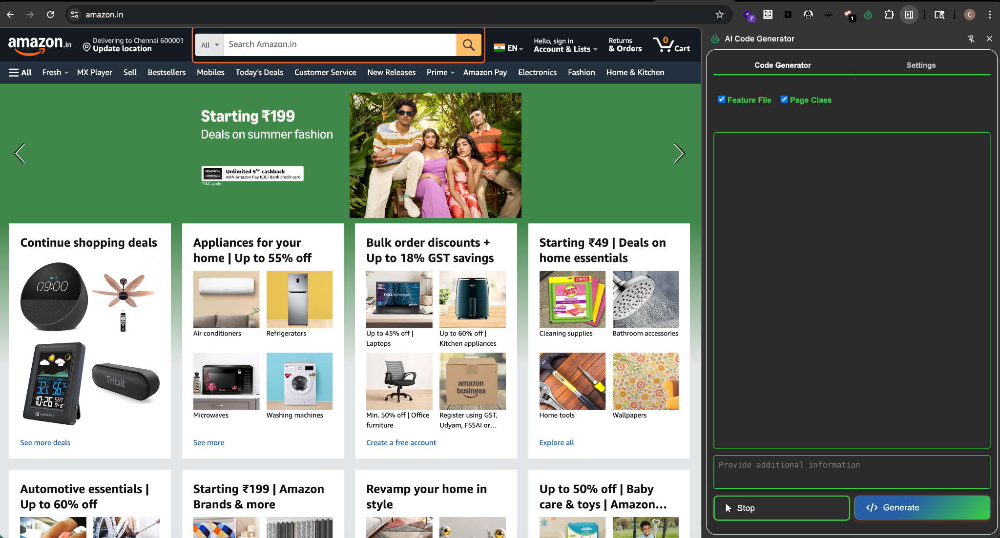 amazon.in
7
1
G
amazon.in
Delivering to Chennai 600001
Update location
All
Search Amazon.in
EN
Hello, sign in
Account & Lists
Returns
& Orders
0
Cart
All
Fresh
MX Player
Sell
Bestsellers
Mobiles
Today's Deals
Customer Service
New Releases
Prime
Amazon Pay
Electronics
Fashion
Home & Kitchen
Starting ₹199
Deals on summer fashion
amazon pay
ICICI Bank
Unlimited 5%* cashback
with Amazon Pay ICICI Bank credit card
*T&C apply
Continue shopping deals
09:00
Tribit
10:26 SAT
PORTRONICS
See more deals
Appliances for your
home | Up to 55% off
Air conditioners
Refrigerators
Microwaves
Washing machines
See more
Bulk order discounts +
Up to 18% GST savings
DELL Technologies
Up to 45% off |
Laptops
Up to 60% off |
Kitchen appliances
amazon
business
Min. 50% off | Office
furniture
Register using GST,
Udyam, FSSAI or…
Create a free account
Starting ₹49 | Deals on
home essentials
3 WIPES
Scotch
Brite
Cleaning supplies
Bathroom accessories
Home tools
Wallpapers
Explore all
Automotive essentials |
Up to 60% off
Starting ₹199 | Amazon
Brands & more
Revamp your home in
style
Up to 50% off | Baby
care & toys | Amazon...
AI Code Generator
Code Generator
Settings
Feature File
Page Class
Provide additional information
Stop
</> Generate